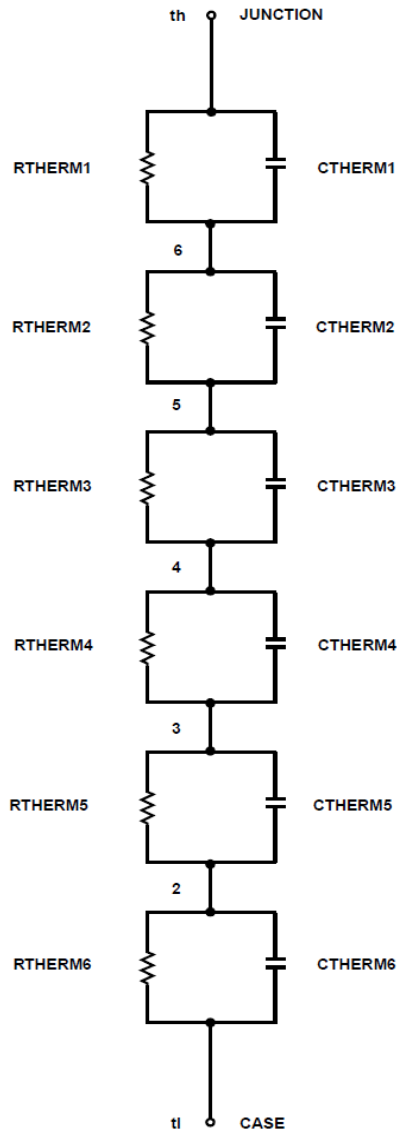 th JUNCTION
RTHERM1 CTHERM1
6
RTHERM2 CTHERM2
5
RTHERM3 CTHERM3
4
RTHERM4 CTHERM4
3
RTHERM5 CTHERM5
2
RTHERM6 CTHERM6
tl CASE